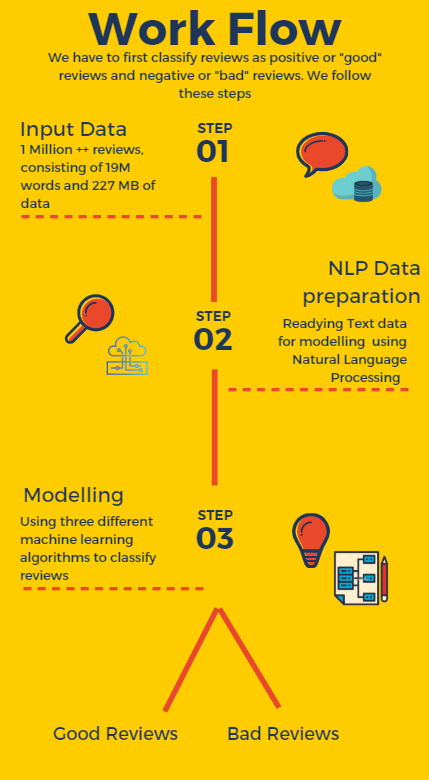 Work Flow
We have to first classify reviews as positive or "good"
reviews and negative or "bad" reviews. We follow
these steps
Input Data
1 Million ++ reviews,
consisting of 19M
words and 227 MB of
data
STEP
01
NLP Data
preparation
Readying Text data
for modelling using
Natural Language
Processing
STEP
02
Modelling
Using three different
machine learning
algorithms to classify
reviews
STEP
03
Good Reviews
Bad Reviews